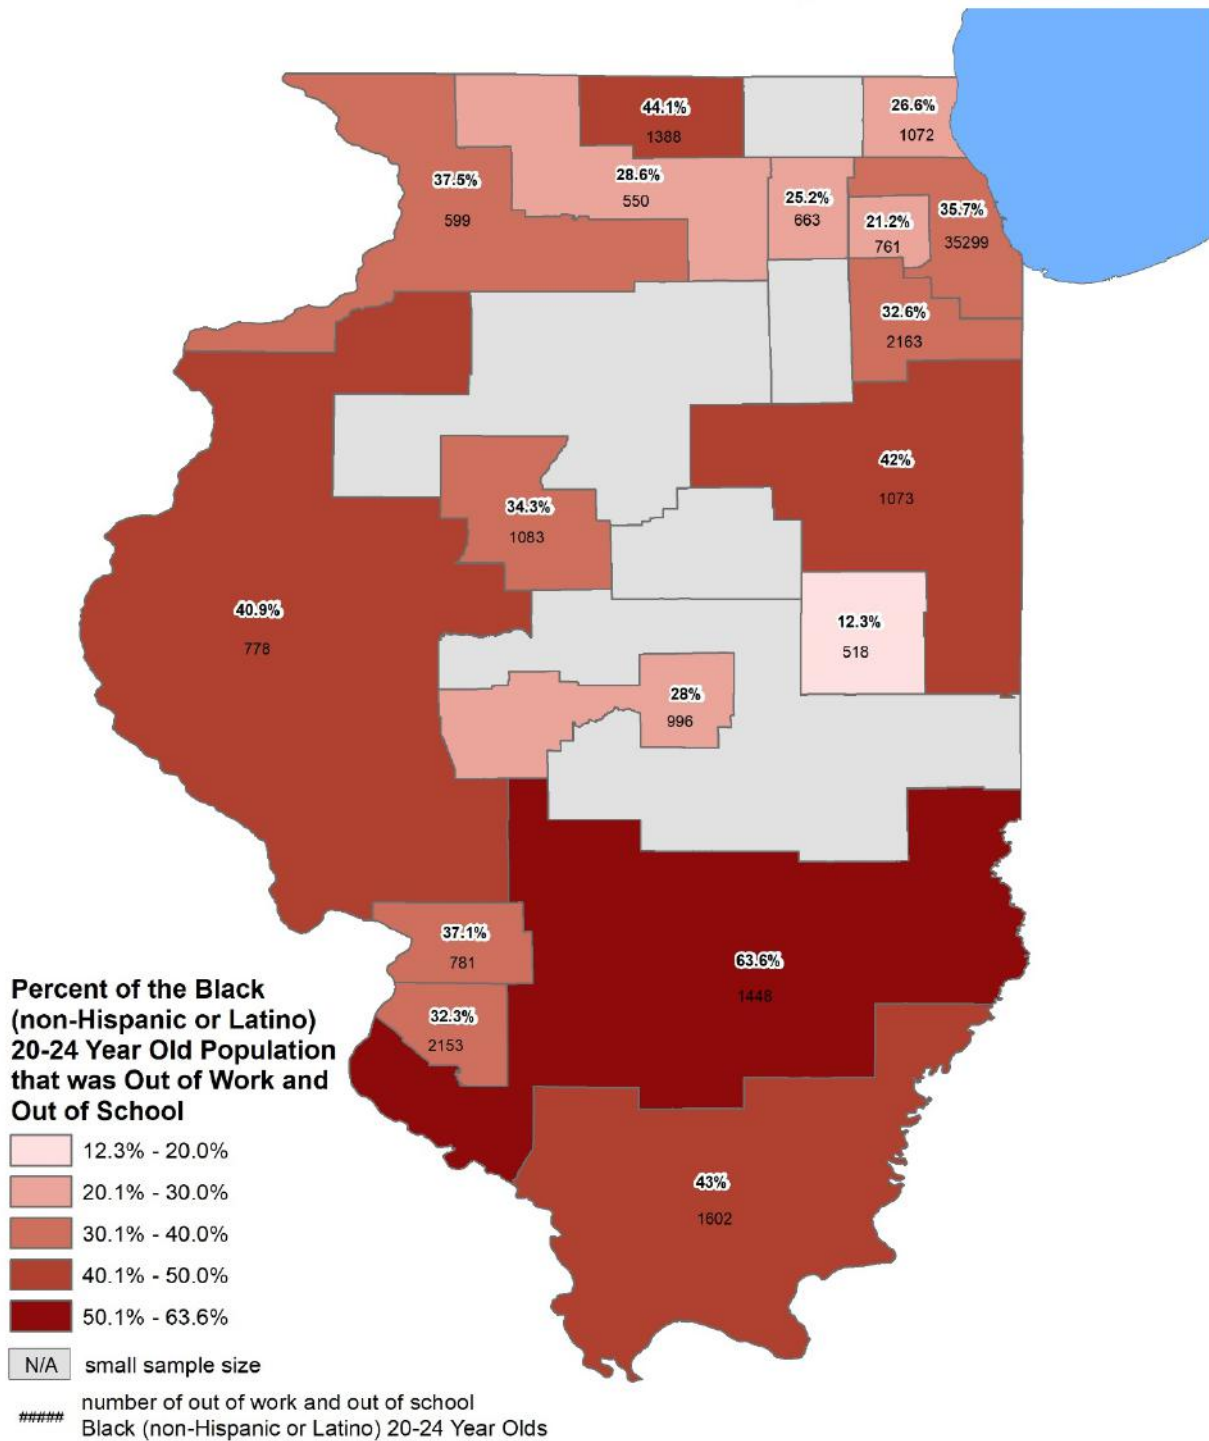 44.1%
1388
26.6%
1072
37.5%
599
28.6%
550
25.2%
663
21.2%
761
35.7%
35299
32.6%
2163
42%
1073
34.3%
1083
40.9%
778
12.3%
518
28%
996
37.1%
781
63.6%
1448
32.3%
2153
43%
1602
Percent of the Black
(non-Hispanic or Latino)
20-24 Year Old Population
that was Out of Work and
Out of School
12.3% - 20.0%
20.1% - 30.0%
30.1% - 40.0%
40.1% - 50.0%
50.1% - 63.6%
N/A small sample size
##### number of out of work and out of school
Black (non-Hispanic or Latino) 20-24 Year Olds